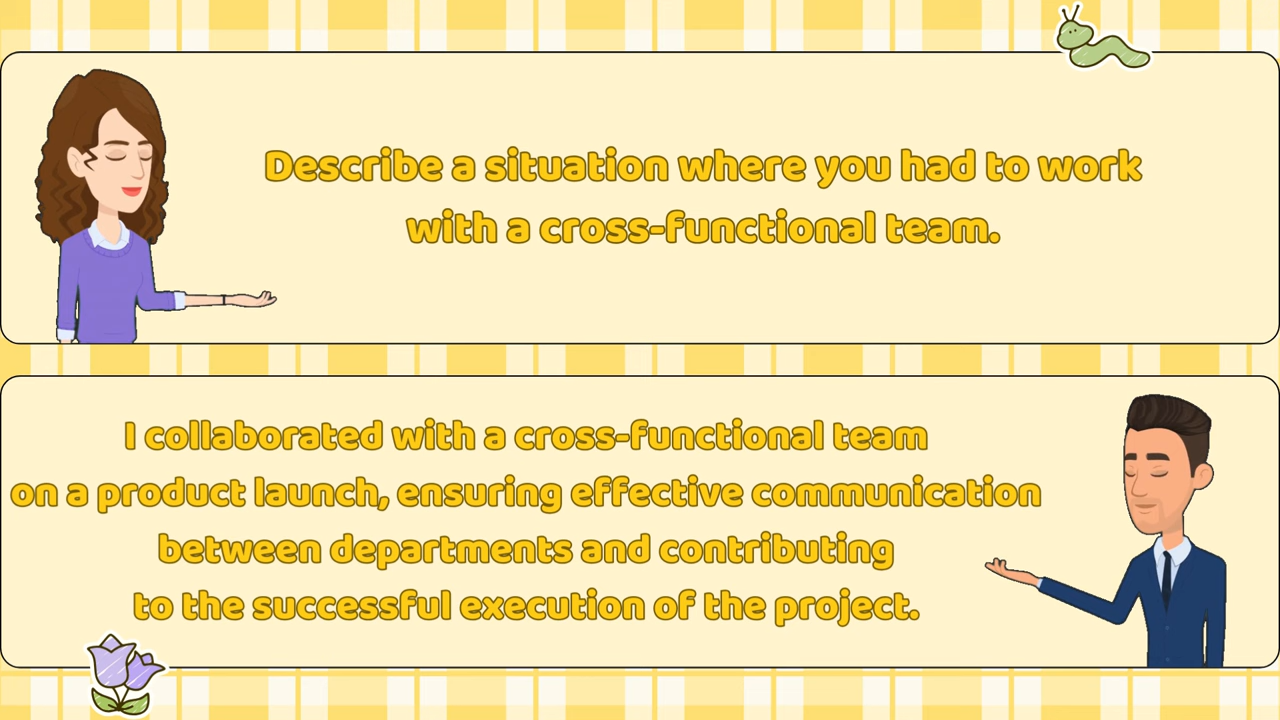 Describe a situation where you had to work
with a cross-functional team.
I collaborated with a cross-functional team
on a product launch, ensuring effective communication
between departments and contributing
to the successful execution of the project.